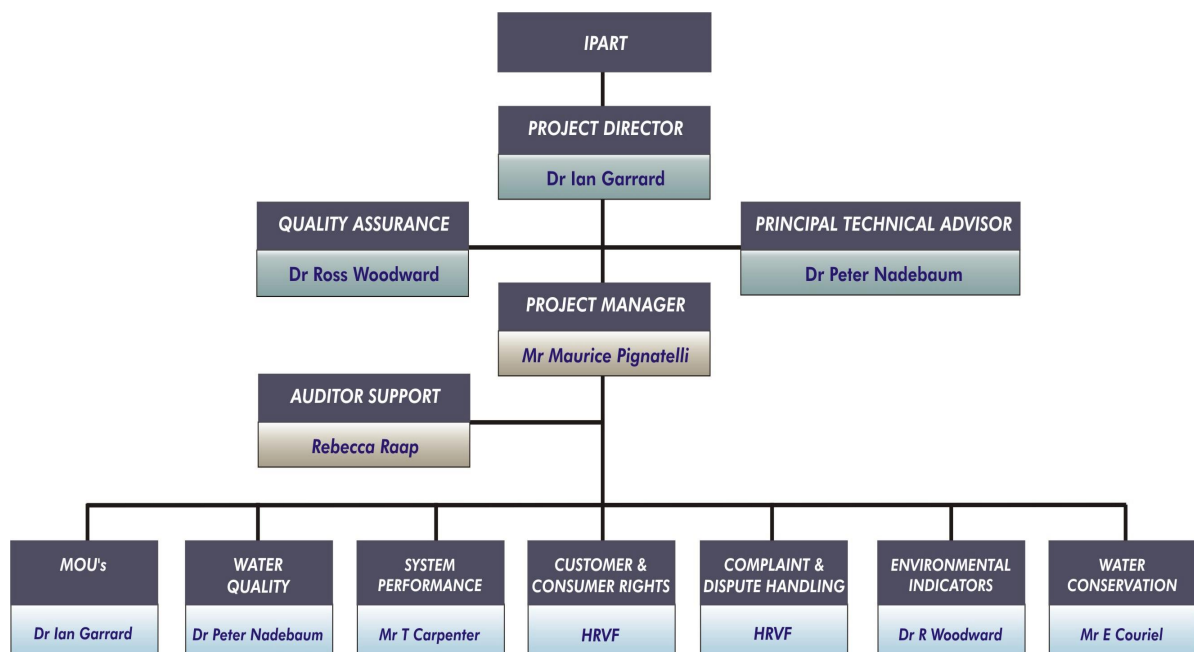 IPART
PROJECT DIRECTOR
Dr Ian Garrard
QUALITY ASSURANCE
Dr Ross Woodward
PRINCIPAL TECHNICAL ADVISOR
Dr Peter Nadebaum
PROJECT MANAGER
Mr Maurice Pignatelli
AUDITOR SUPPORT
Rebecca Raap
MOU's
Dr Ian Garrard
WATER
QUALITY
Dr Peter Nadebaum
SYSTEM
PERFORMANCE
Mr T Carpenter
CUSTOMER &
CONSUMER RIGHTS
HRVF
COMPLAINT &
DISPUTE HANDLING
HRVF
ENVIRONMENTAL
INDICATORS
Dr R Woodward
WATER
CONSERVATION
Mr E Couriel